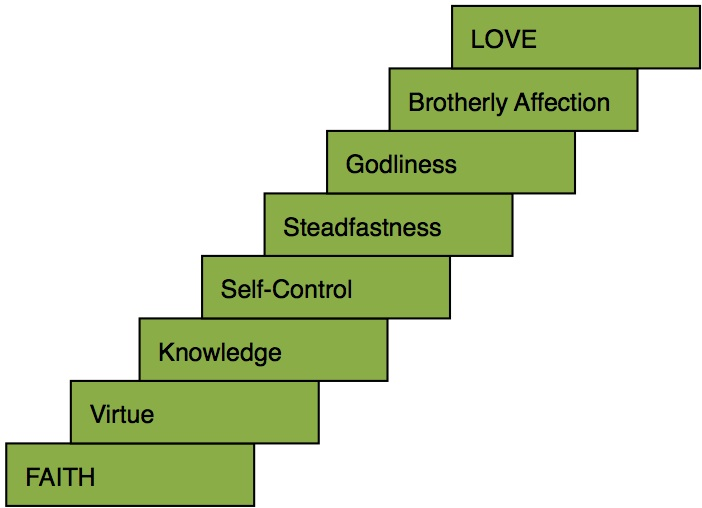 LOVE
Brotherly Affection
Godliness
Steadfastness
Self-Control
Knowledge
Virtue
FAITH